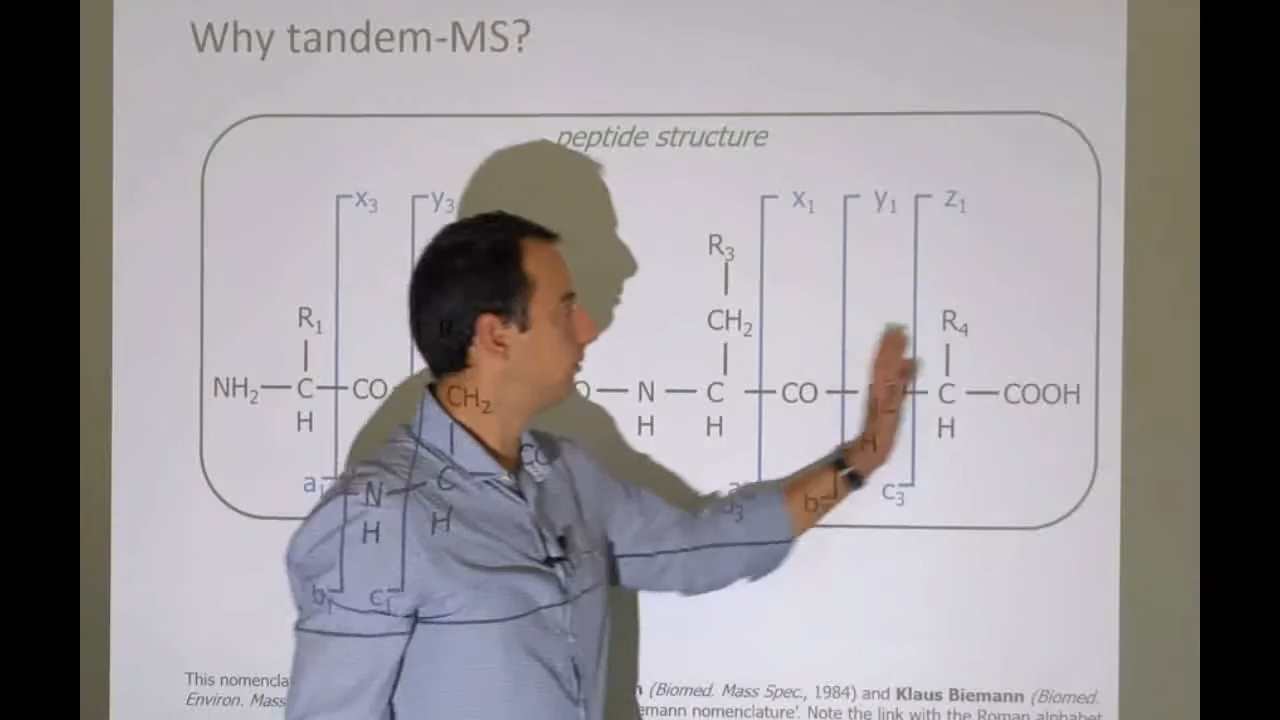 Why tandem-MS?
peptide structure
x3 y3 x1 y1 z1
R3
R1 CH2 R4
NH2 C CO CH2 N C CO C COOH
H H H H
a1 N C CO c3
H H
b1 c1
This
(Biomed. Mass Spec., 1984) and Klaus Biemann (Biomed.
Environ. Mass
nomenclature'. Note the link with the Roman alphabet